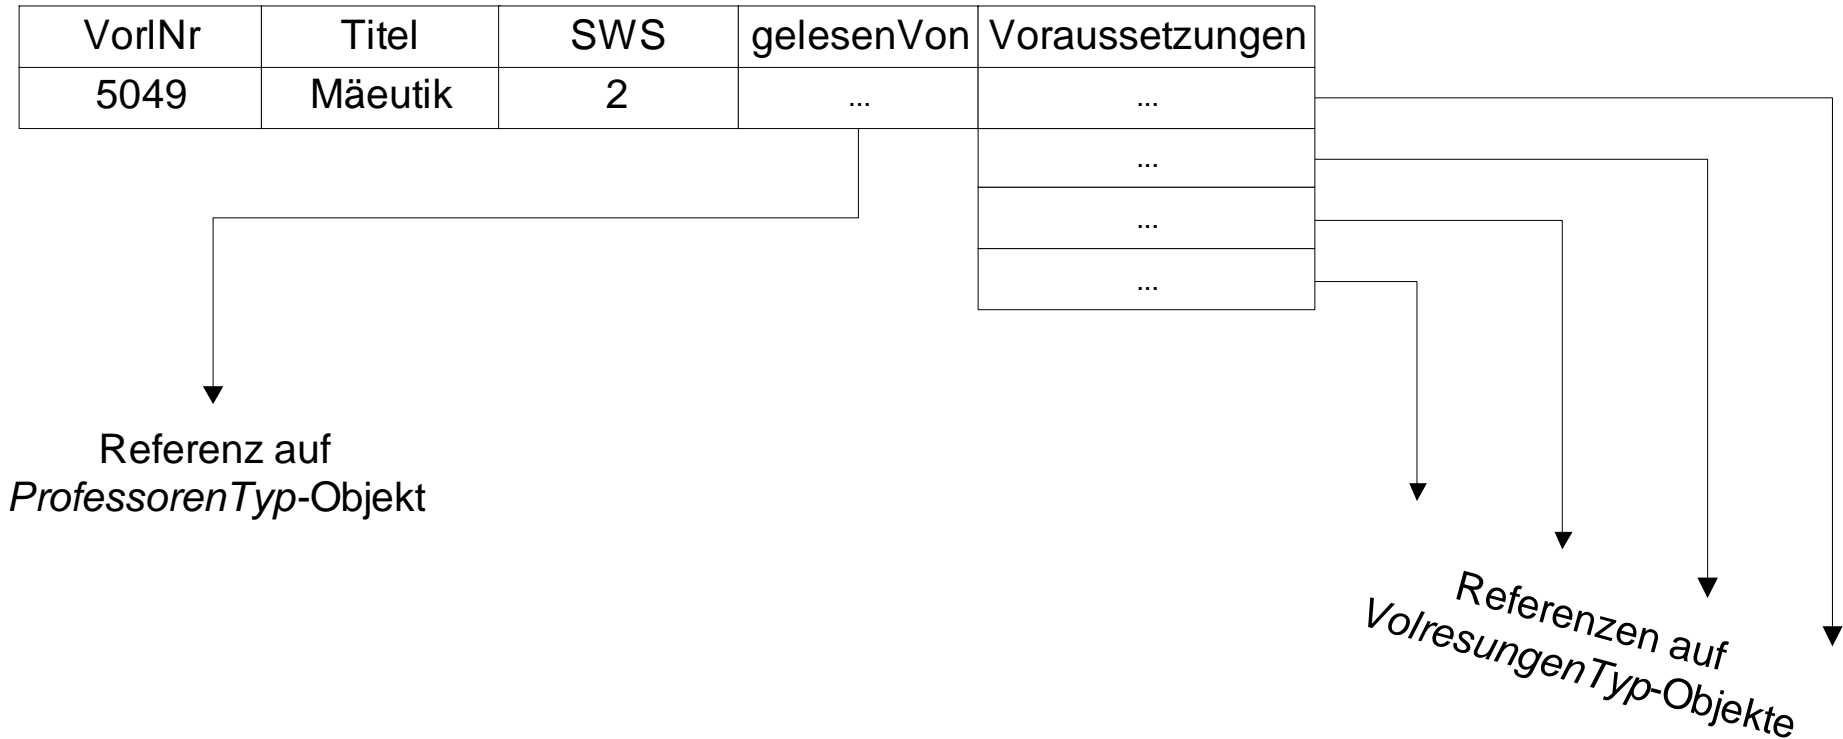 VorlNr Titel SWS gelesenVon Voraussetzungen
5049 Mäeutik 2 ... ...
...
...
...
Referenz auf
ProfessorenTyp-Objekt
Referenzen auf
VolresungenTyp-Objekte